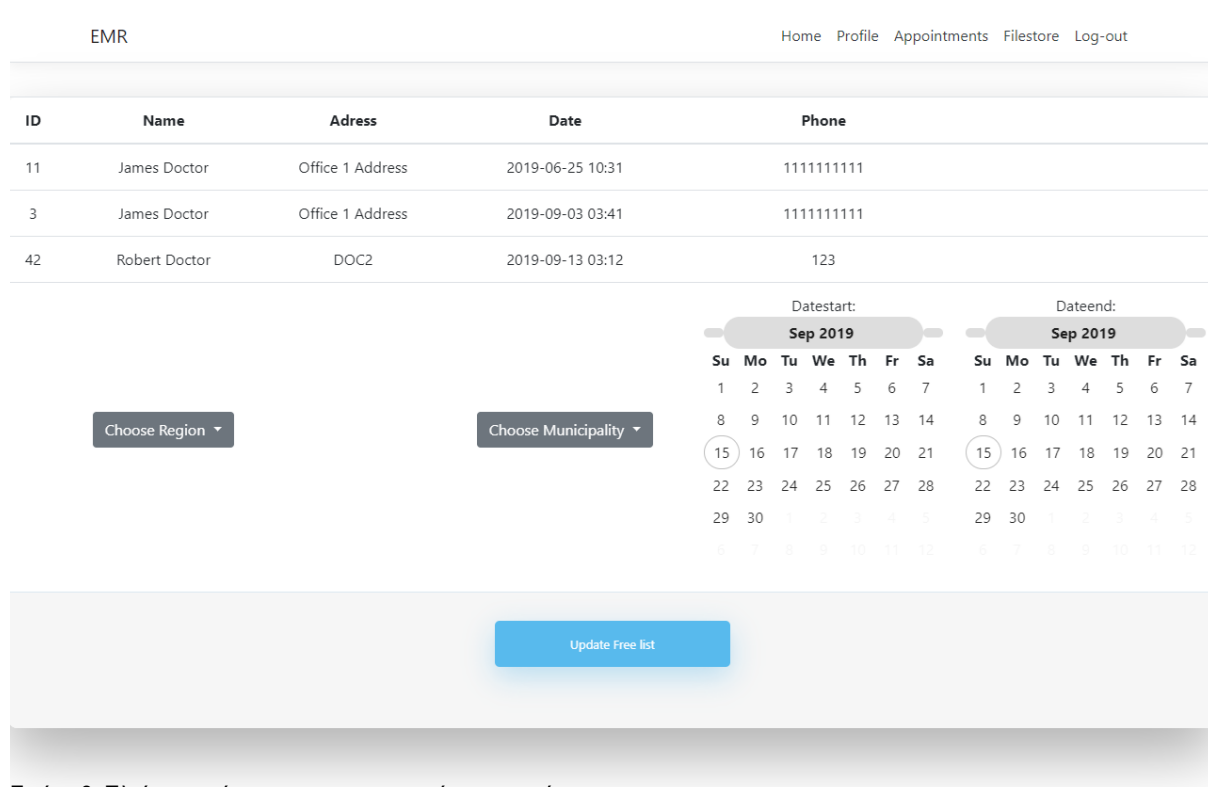 EMR
Home Profile Appointments Filestore Log-out
ID Name Adress Date Phone
11 James Doctor Office 1 Address 2019-06-25 10:31 1111111111
3 James Doctor Office 1 Address 2019-09-03 03:41 1111111111
42 Robert Doctor DOC2 2019-09-13 03:12 123
Choose Region
Choose Municipality
Datestart:
Sep 2019
Su Mo Tu We Th Fr Sa
1 2 3 4 5 6 7
8 9 10 11 12 13 14
15 16 17 18 19 20 21
22 23 24 25 26 27 28
29 30 1 2 3 4 5
6 7 8 9 10 11 12
Dateend:
Sep 2019
Su Mo Tu We Th Fr Sa
1 2 3 4 5 6 7
8 9 10 11 12 13 14
15 16 17 18 19 20 21
22 23 24 25 26 27 28
29 30 1 2 3 4 5
6 7 8 9 10 11 12
Update Free list